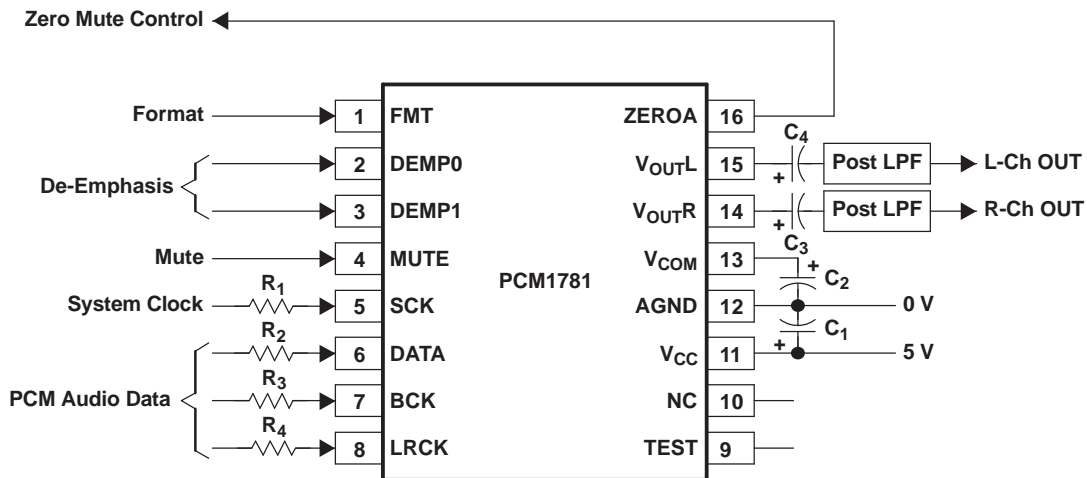 Zero Mute Control
Format
De-Emphasis
Mute
System Clock
PCM Audio Data
R1
R2
R3
R4
1 FMT
2 DEMP0
3 DEMP1
4 MUTE
5 SCK
6 DATA
7 BCK
8 LRCK
PCM1781
ZEROA 16
VOUTL 15
VOUTR 14
VCOM 13
AGND 12
VCC 11
NC 10
TEST 9
C4
+
Post LPF
L-Ch OUT
+
Post LPF
R-Ch OUT
C3
+
C2
0 V
C1
+
5 V